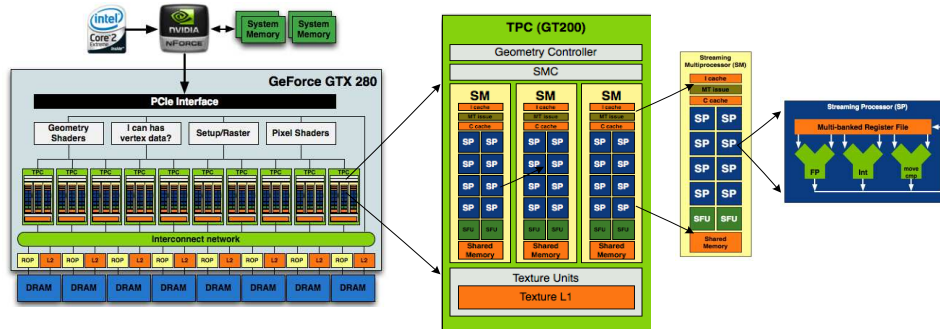 intel
Core 2
Extreme
inside
NVIDIA
NFORCE
System
Memory
System
Memory
GeForce GTX 280
PCIe Interface
Geometry
Shaders
I can has
vertex data?
Setup/Raster
Pixel Shaders
TPC
TPC
TPC
TPC
TPC
TPC
TPC
TPC
TPC
TPC
Interconnect network
ROP
L2
ROP
L2
ROP
L2
ROP
L2
ROP
L2
ROP
L2
ROP
L2
ROP
L2
DRAM
DRAM
DRAM
DRAM
DRAM
DRAM
DRAM
DRAM
TPC (GT200)
Geometry Controller
SMC
SM
I cache
MT issue
C cache
SP
SP
SP
SP
SP
SP
SP
SP
SFU
SFU
Shared
Memory
SM
I cache
MT issue
C cache
SP
SP
SP
SP
SP
SP
SP
SP
SFU
SFU
Shared
Memory
SM
I cache
MT issue
C cache
SP
SP
SP
SP
SP
SP
SP
SP
SFU
SFU
Shared
Memory
Texture Units
Texture L1
Streaming
Multiprocessor (SM)
I cache
MT issue
C cache
SP
SP
SP
SP
SP
SP
SP
SP
SFU
SFU
Shared
Memory
Streaming Processor (SP)
Multi-banked Register File
FP
Int
move
cmp